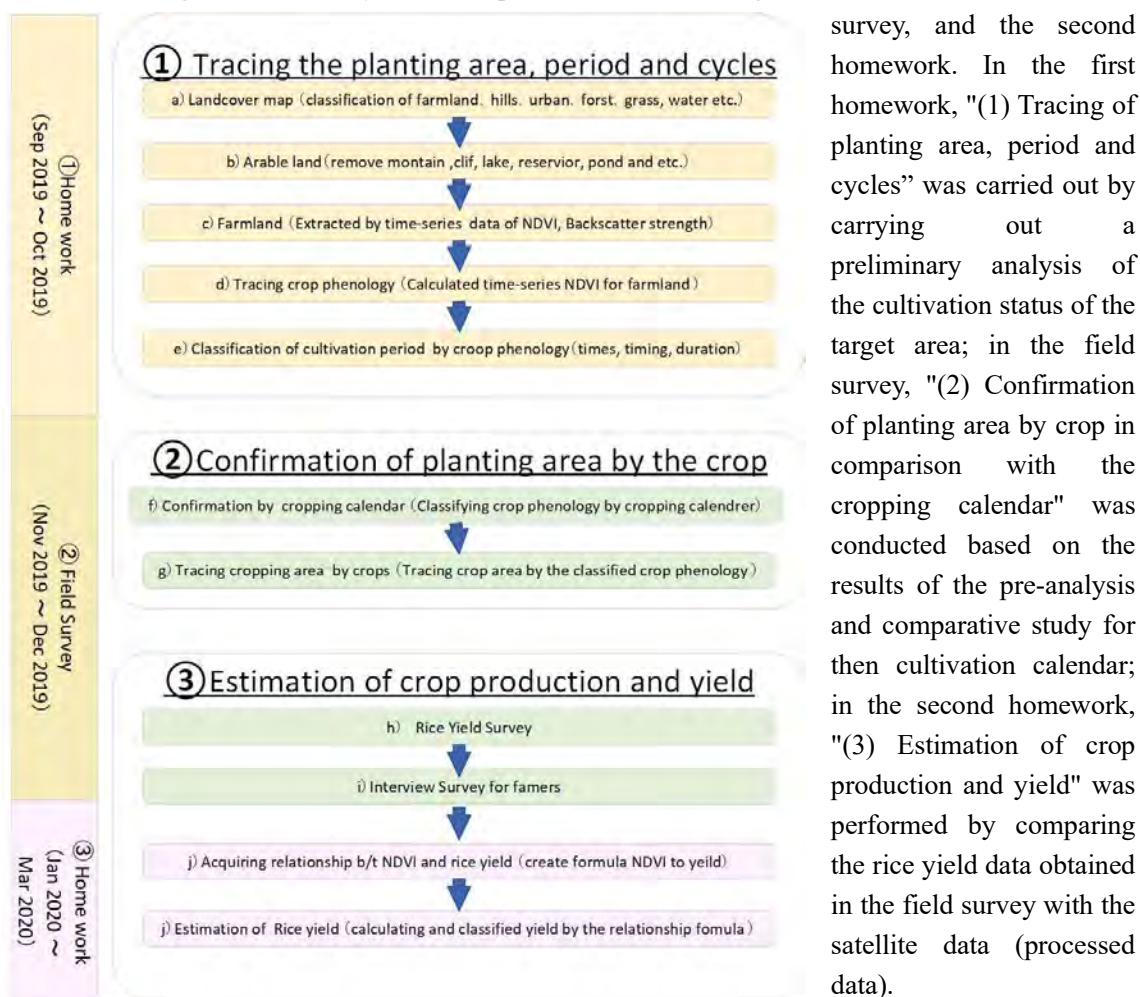 ① Home work
(Sep 2019 ~ Oct 2019)
② Field Survey
(Nov 2019 ~ Dec 2019)
③ Home work
(Jan 2020 ~
Mar 2020)
① Tracing the planting area, period and cycles
a) Landcover map (classification of farmland. hills. urban. forst. grass, water etc.)
b) Arable land (remove montain ,clif, lake, reservior, pond and etc.)
c) Farmland (Extracted by time-series data of NDVI, Backscatter strength)
d) Tracing crop phenology (Calculated time-series NDVI for farmland)
e) Classification of cultivation period by croop phenology (times, timing, duration)
② Confirmation of planting area by the crop
f) Confirmation by cropping calendar (Classifying crop phenology by cropping calendrer)
g) Tracing cropping area by crops (Tracing crop area by the classified crop phenology)
③ Estimation of crop production and yield
h) Rice Yield Survey
i) Interview Survey for famers
j) Acquiring relationship b/t NDVI and rice yield (create formula NDVI to yeild)
j) Estimation of Rice yield (calculating and classified yield by the relationship fomula)
survey, and the second
homework. In the first
homework, "(1) Tracing of
planting area, period and
cycles” was carried out by
carrying out a
preliminary analysis of
the cultivation status of the
target area; in the field
survey, "(2) Confirmation
of planting area by crop in
comparison with the
cropping calendar" was
conducted based on the
results of the pre-analysis
and comparative study for
then cultivation calendar;
in the second homework,
"(3) Estimation of crop
production and yield" was
performed by comparing
the rice yield data obtained
in the field survey with the
satellite data (processed
data).